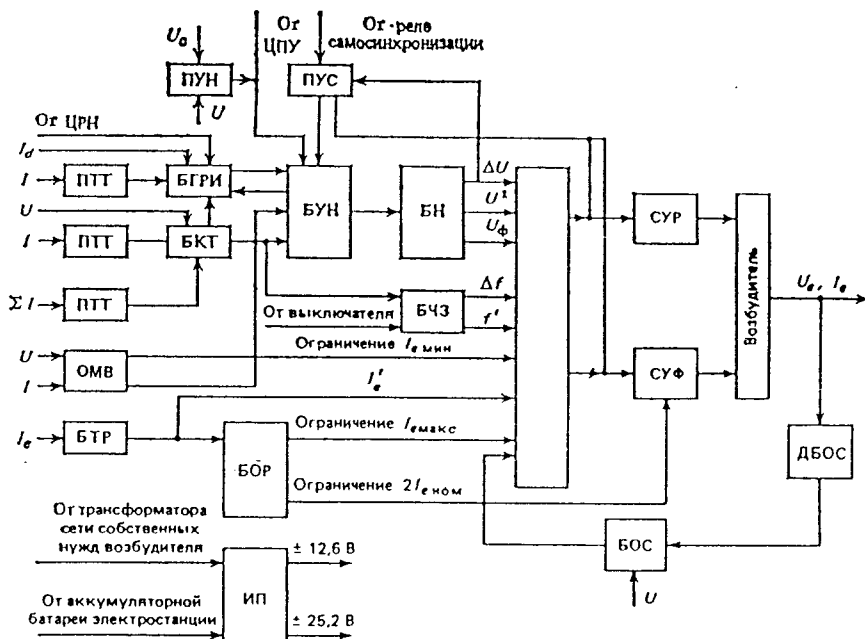 U₀
От
ЦПУ
От реле
самосинхронизации
ПУН
U
ПУС
От ЦРН
I_d
I
ПТТ
БГРИ
U
I
ПТТ
БКТ
БУН
БН
ΔU
U'
U_ф
Σ I
ПТТ
От выключателя
БЧЗ
Δf
f'
Ограничение I_e мин
U
I
ОМВ
I_e'
I_e
БТР
БОР
Ограничение I_e макс
Ограничение 2I_e ном
СУР
СУФ
Возбудитель
U_e, I_e
ДБОС
БОС
U
От трансформатора
сети собственных
нужд возбудителя
ИП
± 12,6 В
От аккумуляторной
батареи электростанции
± 25,2 В